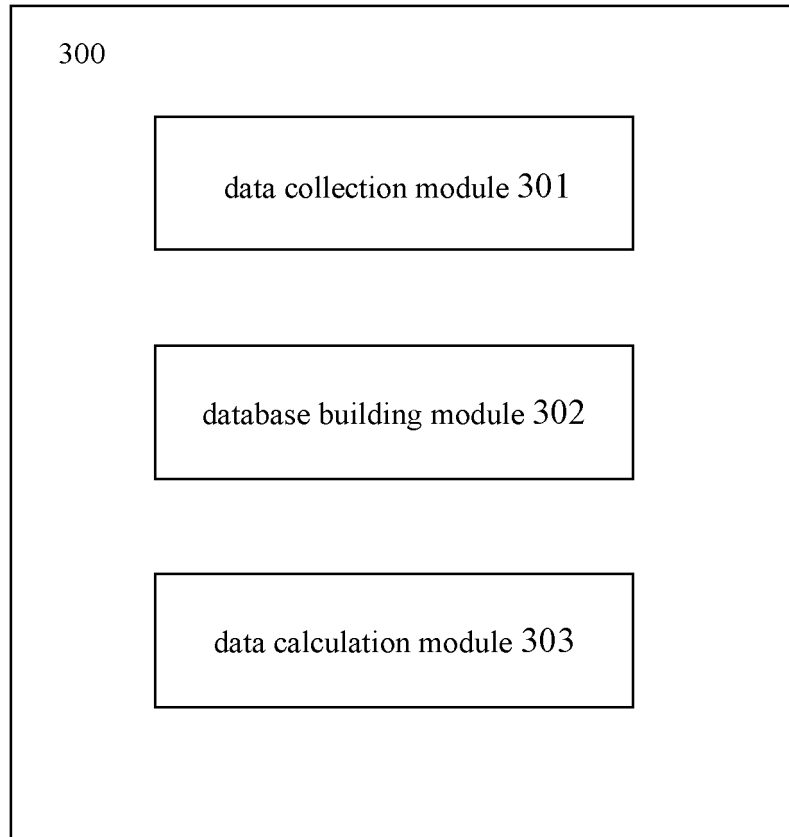 300
data collection module 301
database building module 302
data calculation module 303